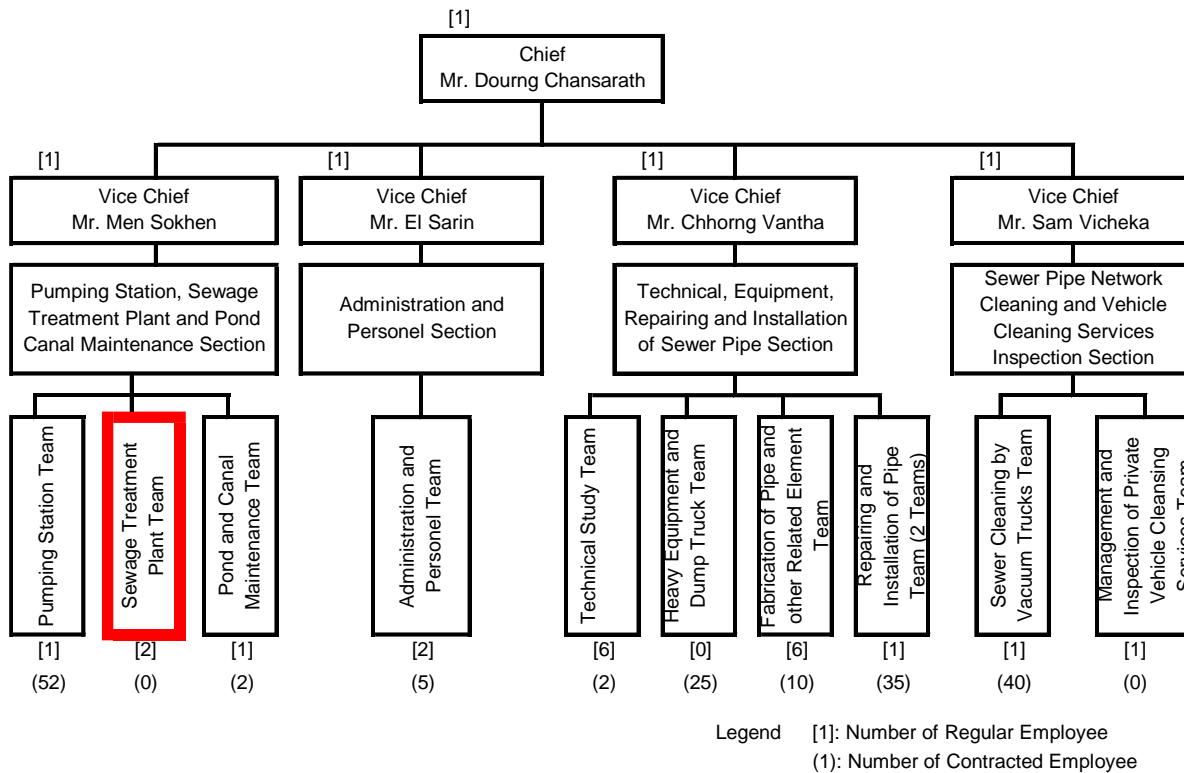 [1]
Chief
Mr. Dourng Chansarath
[1]
[1]
[1]
[1]
Vice Chief
Mr. Men Sokhen
Vice Chief
Mr. El Sarin
Vice Chief
Mr. Chhorng Vantha
Vice Chief
Mr. Sam Vicheka
Pumping Station, Sewage
Treatment Plant and Pond
Canal Maintenance Section
Administration and
Personel Section
Technical, Equipment,
Repairing and Installation
of Sewer Pipe Section
Sewer Pipe Network
Cleaning and Vehicle
Cleaning Services
Inspection Section
Pumping Station Team
Sewage Treatment
Plant Team
Pond and Canal
Maintenance Team
Administration and
Personel Team
Technical Study Team
Heavy Equipment and
Dump Truck Team
Fabrication of Pipe and
other Related Element
Team
Repairing and
Installation of Pipe
Team (2 Teams)
Sewer Cleaning by
Vacuum Trucks Team
Management and
Inspection of Private
Vehicle Cleansing
Services Team
[1]
[2]
[1]
[2]
[6]
[0]
[6]
[1]
[1]
[1]
(52)
(0)
(2)
(5)
(2)
(25)
(10)
(35)
(40)
(0)
Legend [1]: Number of Regular Employee
(1): Number of Contracted Employee